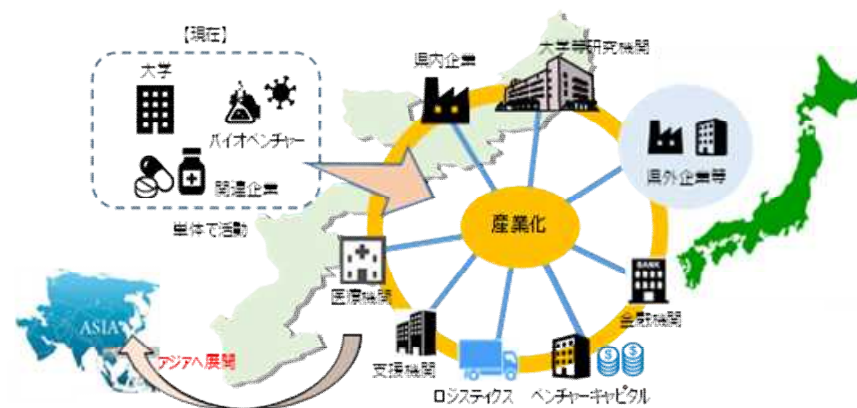 【現在】
大学
バイオベンチャー
関連企業
単体で活動
県内企業
大学等研究機関
県外企業等
産業化
医療機関
BANK
金融機関
支援機関
ロジスティクス
ベンチャーキャピタル
$ $
ASIA
アジアへ展開